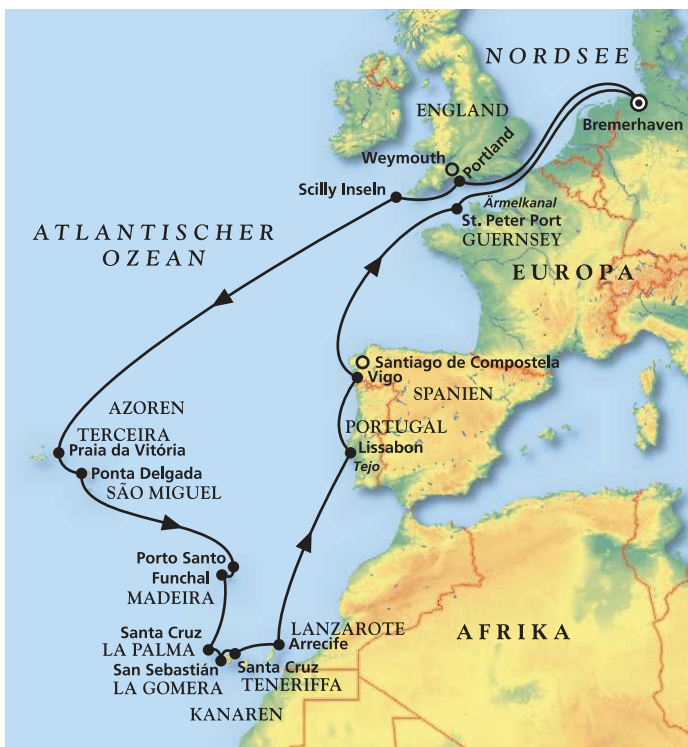 NORDSEE
ENGLAND
Bremerhaven
Weymouth
Portland
Scilly Inseln
Ärmelkanal
St. Peter Port
GUERNSEY
ATLANTISCHER
OZEAN
EUROPA
Santiago de Compostela
Vigo
SPANIEN
AZOREN
TERCEIRA
PORTUGAL
Praia da Vitória
Lissabon
Tejo
Ponta Delgada
SÃO MIGUEL
Porto Santo
Funchal
MADEIRA
Santa Cruz
LA PALMA
LANZAROTE
Arrecife
AFRIKA
San Sebastián
LA GOMERA
Santa Cruz
TENERIFFA
KANAREN